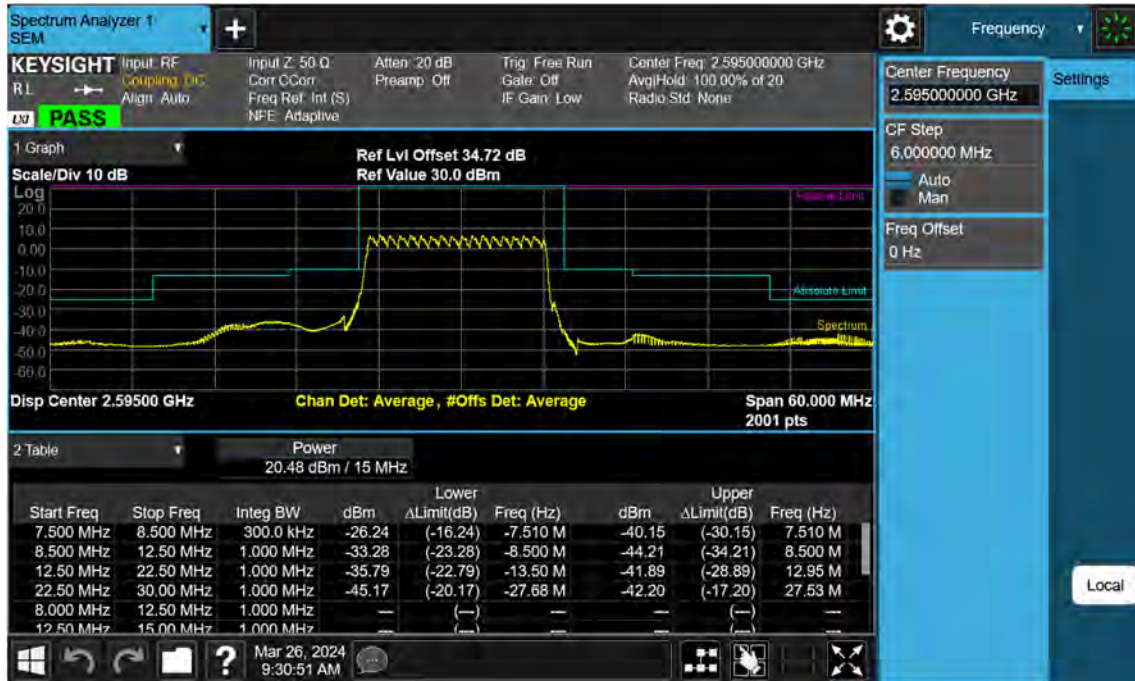 Spectrum Analyzer 1
SEM
Frequency
KEYSIGHT
RL
LXI PASS
Input: RF
Coupling: DC
Align: Auto
Input Z: 50 Ω
Corr CCorr
Freq Ref: Int (S)
NFE: Adaptive
Atten: 20 dB
Preamp: Off
Trig: Free Run
Gate: Off
IF Gain: Low
Center Freq: 2.595000000 GHz
Avg|Hold: 100.00% of 20
Radio Std: None
Center Frequency
2.595000000 GHz
Settings
CF Step
6.000000 MHz
Auto
Man
Freq Offset
0 Hz
1 Graph
Scale/Div 10 dB
Ref Lvl Offset 34.72 dB
Ref Value 30.0 dBm
Log
20.0
10.0
0.00
-10.0
-20.0
-30.0
-40.0
-50.0
-60.0
Relative Limit
Absolute Limit
Spectrum
Disp Center 2.59500 GHz
Chan Det: Average , #Offs Det: Average
Span 60.000 MHz
2001 pts
2 Table
Power
20.48 dBm / 15 MHz
Lower Upper
Start Freq Stop Freq Integ BW dBm ΔLimit(dB) Freq (Hz) dBm ΔLimit(dB) Freq (Hz)
7.500 MHz 8.500 MHz 300.0 kHz -26.24 (-16.24) -7.510 M -40.15 (-30.15) 7.510 M
8.500 MHz 12.50 MHz 1.000 MHz -33.28 (-23.28) -8.500 M -44.21 (-34.21) 8.500 M
12.50 MHz 22.50 MHz 1.000 MHz -35.79 (-22.79) -13.50 M -41.89 (-28.89) 12.95 M
22.50 MHz 30.00 MHz 1.000 MHz -45.17 (-20.17) -27.68 M -42.20 (-17.20) 27.53 M
8.000 MHz 12.50 MHz 1.000 MHz --- (---) --- --- (---) ---
12.50 MHz 15.00 MHz 1.000 MHz --- (---) --- --- (---) ---
Local
Mar 26, 2024
9:30:51 AM